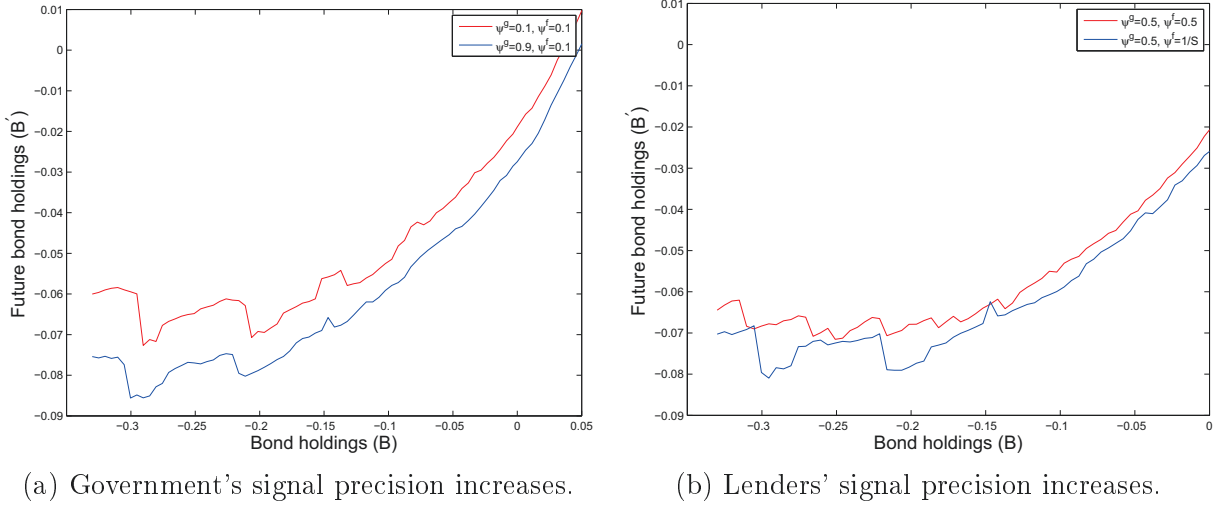 0.01
0
−0.01
−0.02
−0.03
−0.04
−0.05
−0.06
−0.07
−0.08
−0.09
Future bond holdings (B′)
ψᵍ=0.1, ψᶠ=0.1
ψᵍ=0.9, ψᶠ=0.1
−0.3 −0.25 −0.2 −0.15 −0.1 −0.05 0 0.05
Bond holdings (B)
(a) Government's signal precision increases.
0.01
0
−0.01
−0.02
−0.03
−0.04
−0.05
−0.06
−0.07
−0.08
−0.09
Future bond holdings (B′)
ψᵍ=0.5, ψᶠ=0.5
ψᵍ=0.5, ψᶠ=1/S
−0.3 −0.25 −0.2 −0.15 −0.1 −0.05 0
Bond holdings (B)
(b) Lenders' signal precision increases.